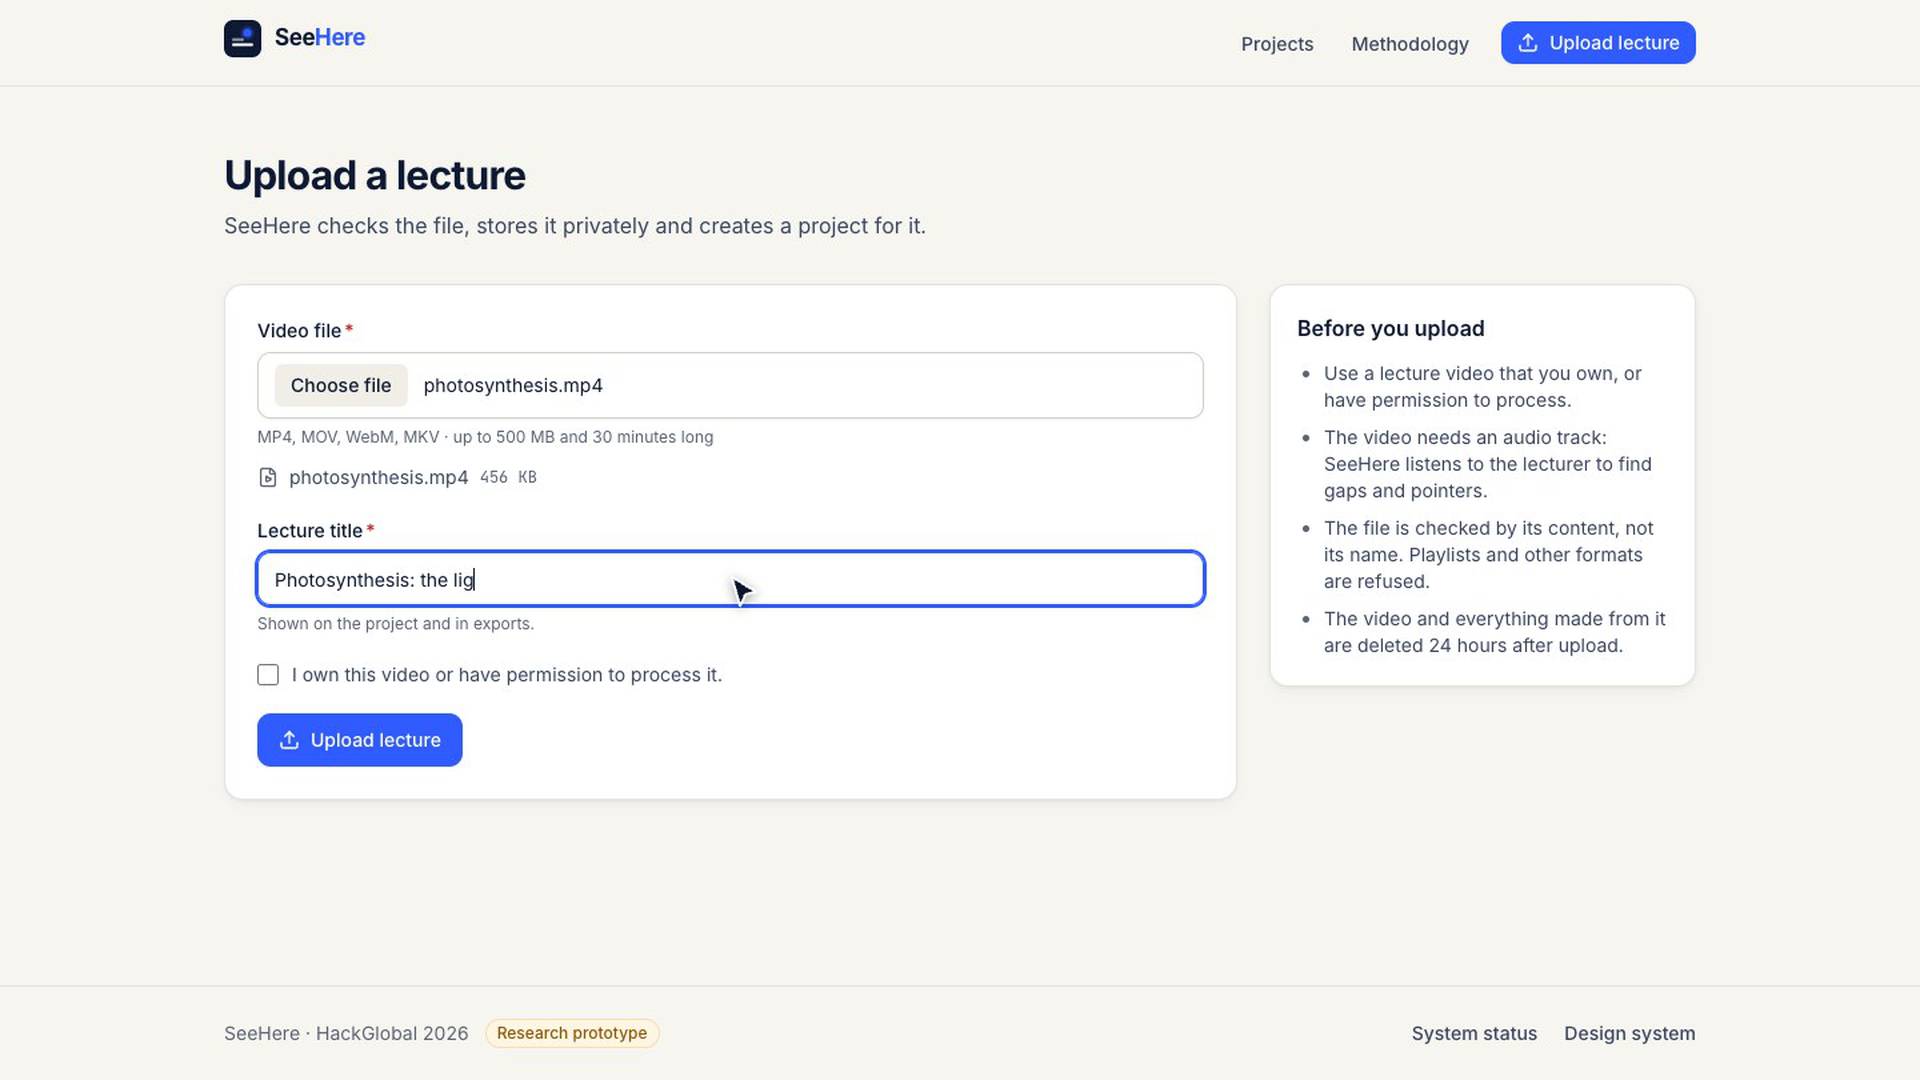 SeeHere
Projects
Methodology
Upload lecture
Upload a lecture
SeeHere checks the file, stores it privately and creates a project for it.
Video file*
Choose file photosynthesis.mp4
MP4, MOV, WebM, MKV · up to 500 MB and 30 minutes long
photosynthesis.mp4 456 KB
Lecture title*
Photosynthesis: the lig
Shown on the project and in exports.
I own this video or have permission to process it.
Upload lecture
Before you upload
• Use a lecture video that you own, or
have permission to process.
• The video needs an audio track:
SeeHere listens to the lecturer to find
gaps and pointers.
• The file is checked by its content, not
its name. Playlists and other formats
are refused.
• The video and everything made from it
are deleted 24 hours after upload.
SeeHere · HackGlobal 2026
Research prototype
System status
Design system